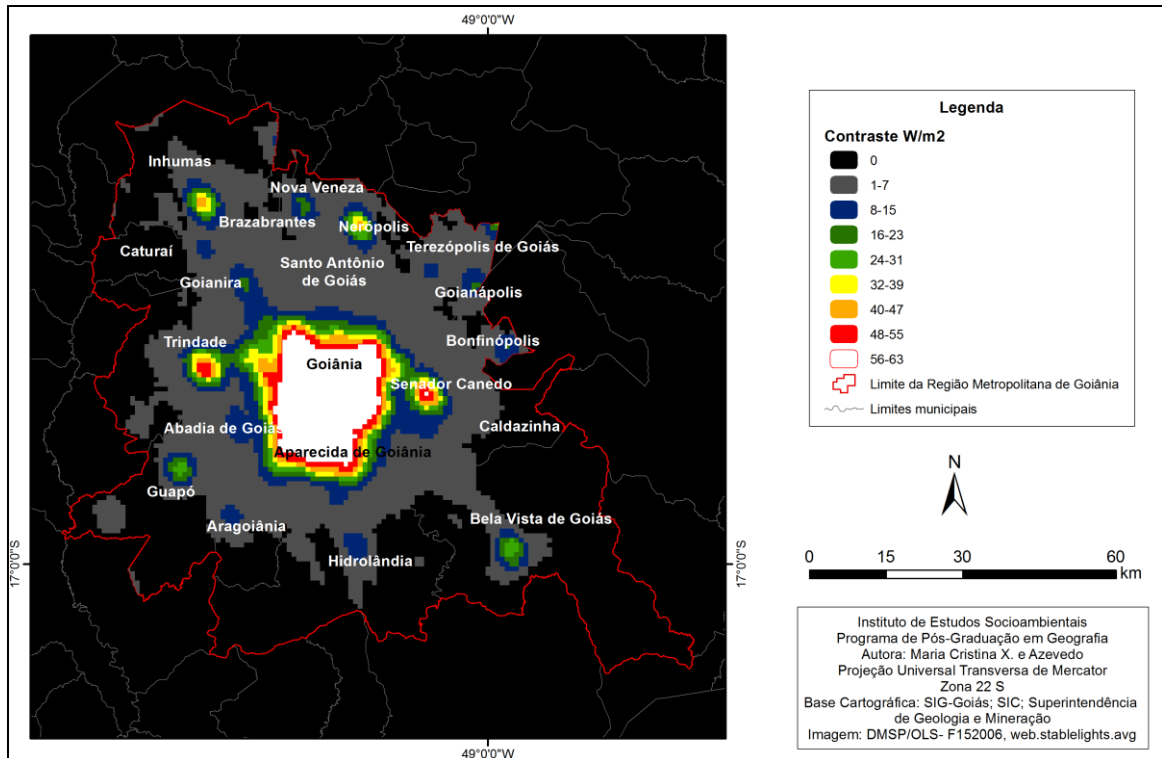 49°0'0"W
Inhumas
Nova Veneza
Brazabrantes
Nerópolis
Caturaí
Terezópolis de Goiás
Santo Antônio
de Goiás
Goianira
Goianápolis
Trindade
Bonfinópolis
Goiânia
Senador Canedo
Abadia de Goiás
Caldazinha
Aparecida de Goiânia
Guapó
Aragoiânia
Bela Vista de Goiás
Hidrolândia
17°0'0"S
17°0'0"S
49°0'0"W
Legenda
Contraste W/m2
0
1-7
8-15
16-23
24-31
32-39
40-47
48-55
56-63
Limite da Região Metropolitana de Goiânia
Limites municipais
N
0 15 30 60
km
Instituto de Estudos Socioambientais
Programa de Pós-Graduação em Geografia
Autora: Maria Cristina X. e Azevedo
Projeção Universal Transversa de Mercator
Zona 22 S
Base Cartográfica: SIG-Goiás; SIC; Superintendência
de Geologia e Mineração
Imagem: DMSP/OLS- F152006, web.stablelights.avg